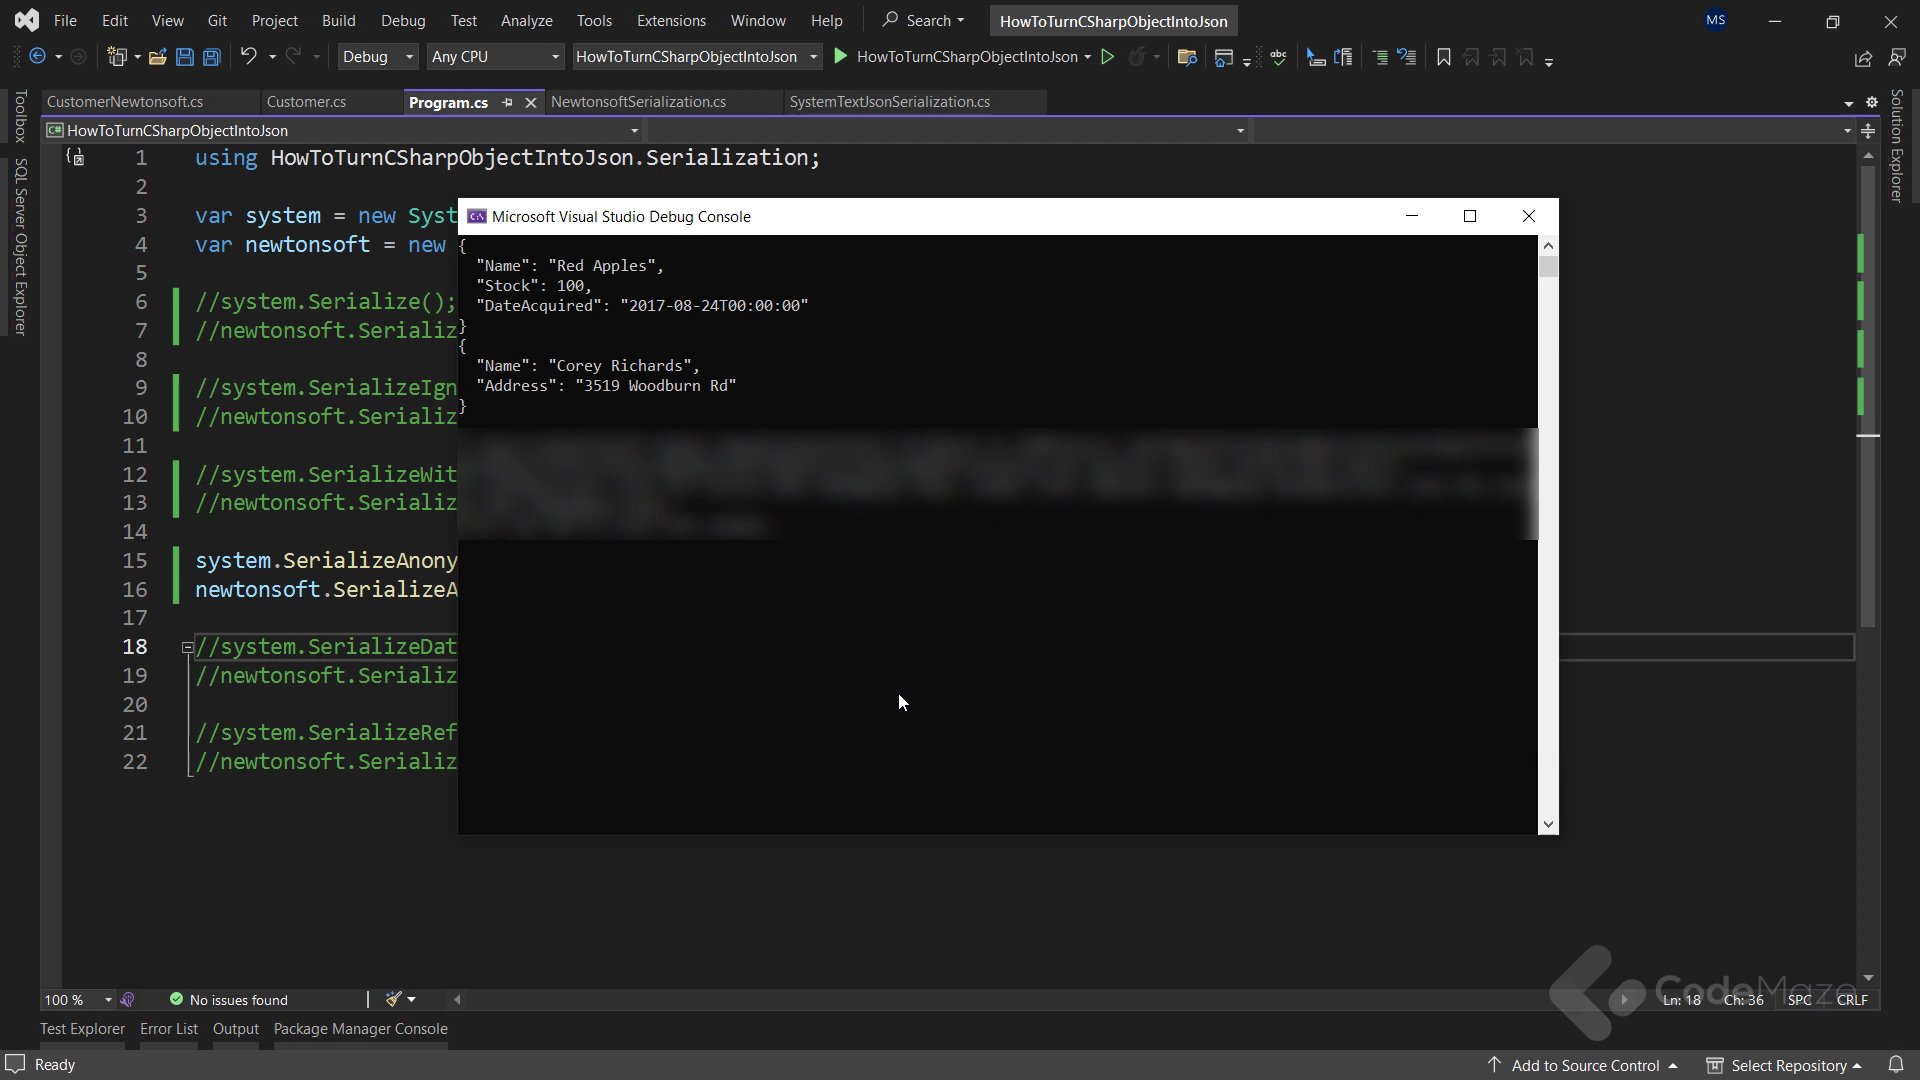 File Edit View Git Project Build Debug Test Analyze Tools Extensions Window Help Search HowToTurnCSharpObjectIntoJson MS
Debug Any CPU HowToTurnCSharpObjectIntoJson HowToTurnCSharpObjectIntoJson
CustomerNewtonsoft.cs Customer.cs Program.cs NewtonsoftSerialization.cs SystemTextJsonSerialization.cs
Toolbox
SQL Server Object Explorer
Solution Explorer
C# HowToTurnCSharpObjectIntoJson
1 using HowToTurnCSharpObjectIntoJson.Serialization;
2
3 var system = new Syst
4 var newtonsoft = new
5
6 //system.Serialize();
7 //newtonsoft.Serializ
8
9 //system.SerializeIgn
10 //newtonsoft.Serializ
11
12 //system.SerializeWit
13 //newtonsoft.Serializ
14
15 system.SerializeAnony
16 newtonsoft.SerializeA
17
18 //system.SerializeDat
19 //newtonsoft.Serializ
20
21 //system.SerializeRef
22 //newtonsoft.Serializ
C:\ Microsoft Visual Studio Debug Console
{
"Name": "Red Apples",
"Stock": 100,
"DateAcquired": "2017-08-24T00:00:00"
}
{
"Name": "Corey Richards",
"Address": "3519 Woodburn Rd"
}
CodeMaze
100 % No issues found Ln: 18 Ch: 36 SPC CRLF
Test Explorer Error List Output Package Manager Console
Ready Add to Source Control Select Repository